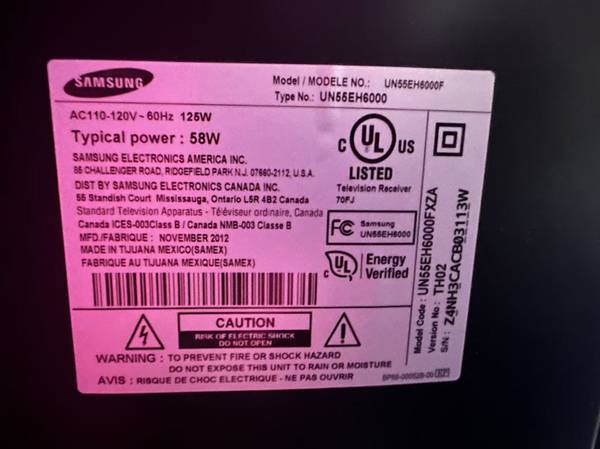 SAMSUNG
Model / MODELE NO.: UN55EH6000F
Type No.: UN55EH6000
AC110-120V~60Hz 125W
Typical power : 58W
SAMSUNG ELECTRONICS AMERICA INC.
85 CHALLENGER ROAD, RIDGEFIELD PARK N.J. 07660-2112, U.S.A.
DIST BY SAMSUNG ELECTRONICS CANADA INC.
55 Standish Court Mississauga, Ontario L5R 4B2 Canada
Standard Television Apparatus - Téléviseur ordinaire, Canada
Canada ICES-003Class B / Canada NMB-003 Classe B
MFD./FABRIQUE : NOVEMBER 2012
MADE IN TIJUANA MEXICO(SAMEX)
FABRIQUE AU TIJUANA MEXIQUE(SAMEX)
C UL US
LISTED
Television Receiver
70FJ
FC Samsung
UN55EH6000
C UL Energy
Verified
CAUTION
RISK OF ELECTRIC SHOCK
DO NOT OPEN
WARNING : TO PREVENT FIRE OR SHOCK HAZARD
DO NOT EXPOSE THIS UNIT TO RAIN OR MOISTURE
AVIS : RISQUE DE CHOC ELECTRIQUE - NE PAS OUVRIR
Model Code : UN55EH6000FXZA
Version No : TH02
S/N : Z4NH3CACB03113W